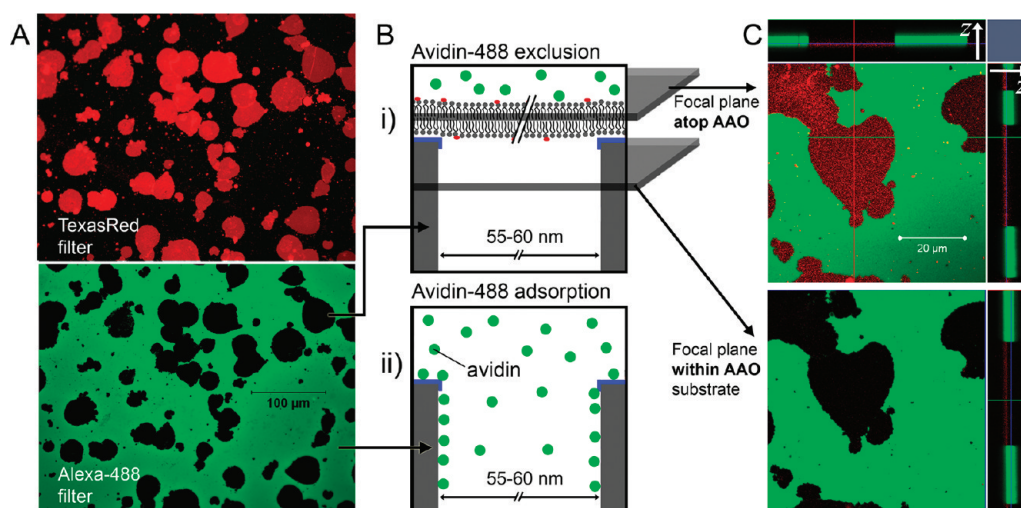 A
TexasRed
filter
100 µm
Alexa-488
filter
B
Avidin-488 exclusion
i)
55-60 nm
Avidin-488 adsorption
ii)
avidin
55-60 nm
Focal plane
atop AAO
Focal plane
within AAO
substrate
C
z
z
20 µm